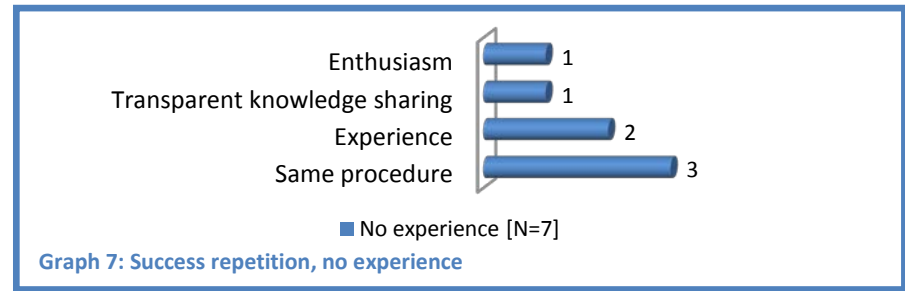 Enthusiasm 1
Transparent knowledge sharing 1
Experience 2
Same procedure 3
No experience [N=7]
Graph 7: Success repetition, no experience